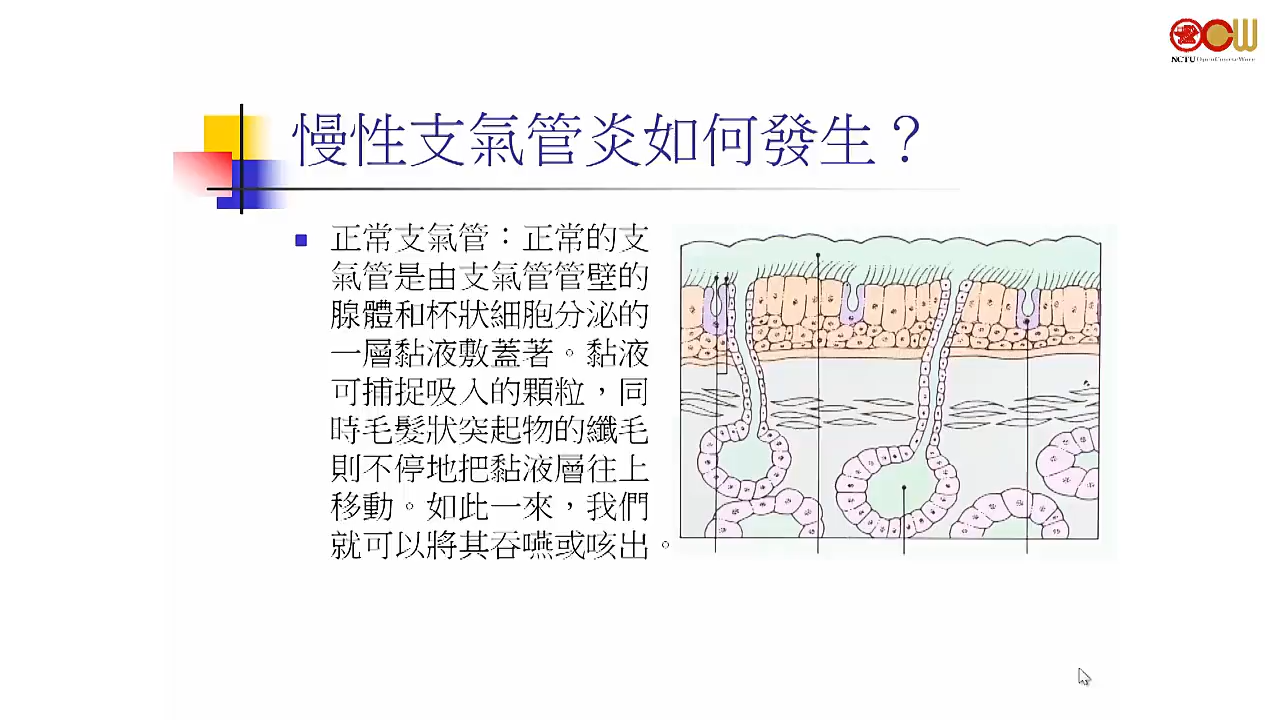 NCTU OpenCourseWare
慢性支氣管炎如何發生？
正常支氣管：正常的支
氣管是由支氣管管壁的
腺體和杯狀細胞分泌的
一層黏液敷蓋著。黏液
可捕捉吸入的顆粒，同
時毛髮狀突起物的纖毛
則不停地把黏液層往上
移動。如此一來，我們
就可以將其吞嚥或咳出。